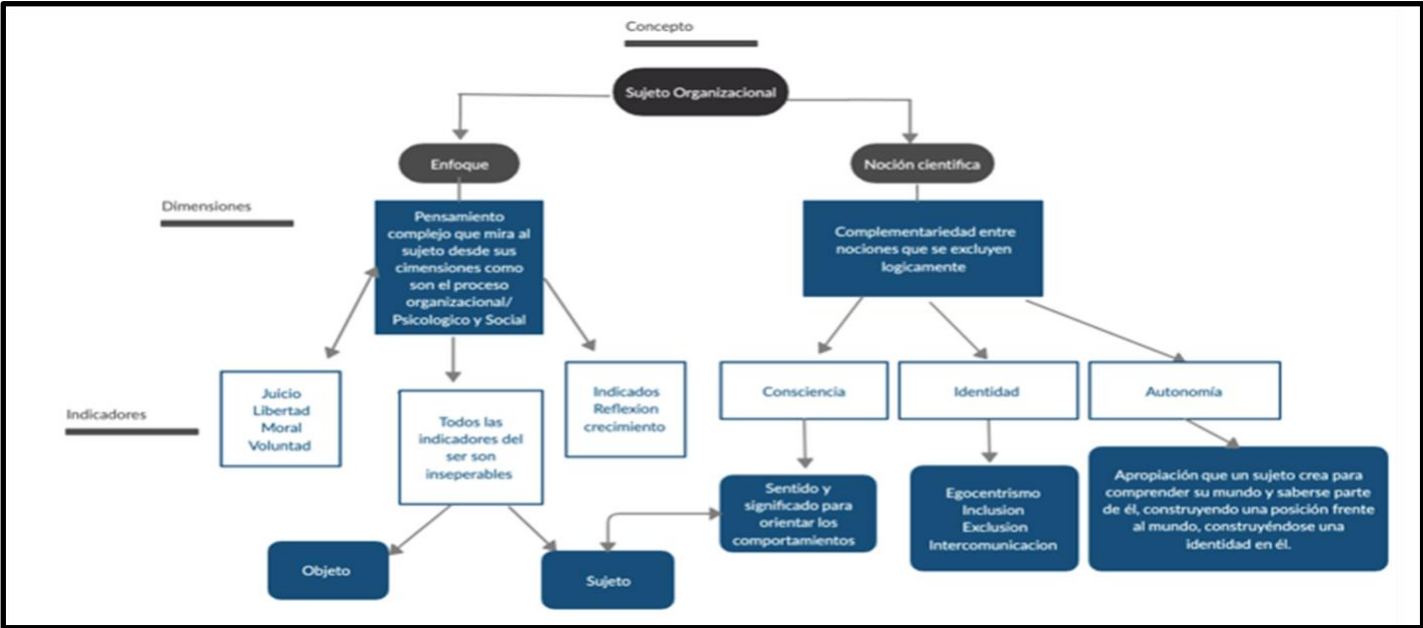 Concepto
Sujeto Organizacional
Enfoque
Noción cientifica
Dimensiones
Pensamiento
complejo que mira al
sujeto desde sus
cimensiones como
son el proceso
organizacional/
Psicologico y Social
Complementariedad entre
nociones que se excluyen
logicamente
Indicadores
Juicio
Libertad
Moral
Voluntad
Todos las
indicadores del
ser son
inseperables
Indicados
Reflexion
crecimiento
Consciencia
Identidad
Autonomía
Objeto
Sujeto
Sentido y
significado para
orientar los
comportamientos
Egocentrismo
Inclusion
Exclusion
Intercomunicacion
Apropiación que un sujeto crea para
comprender su mundo y saberse parte
de él, construyendo una posición frente
al mundo, construyéndose una
identidad en él.